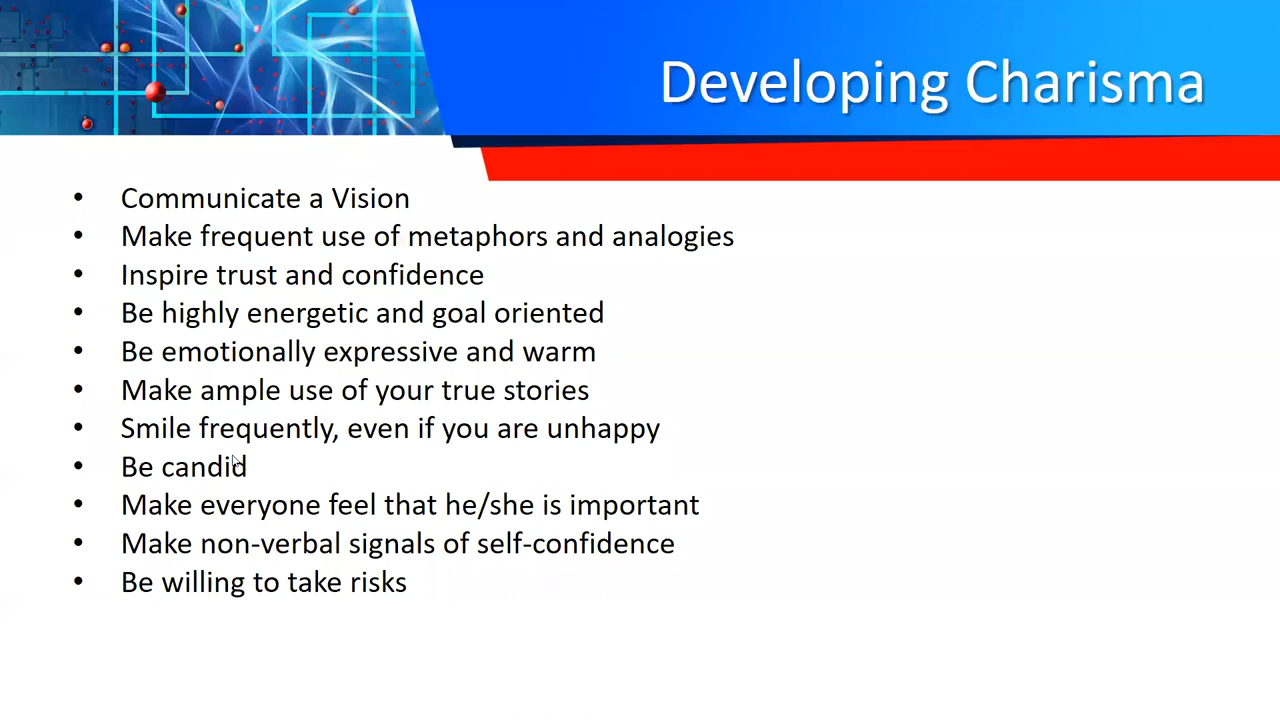 Developing Charisma
• Communicate a Vision
• Make frequent use of metaphors and analogies
• Inspire trust and confidence
• Be highly energetic and goal oriented
• Be emotionally expressive and warm
• Make ample use of your true stories
• Smile frequently, even if you are unhappy
• Be candid
• Make everyone feel that he/she is important
• Make non-verbal signals of self-confidence
• Be willing to take risks